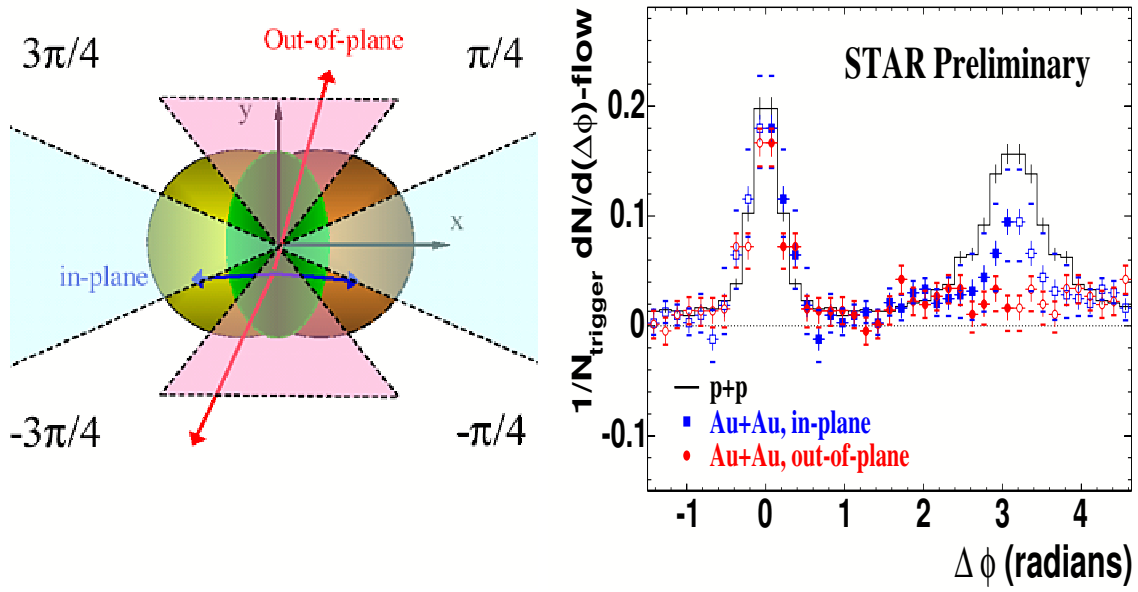 Out-of-plane
3π/4
π/4
y
x
in-plane
-3π/4
-π/4
STAR Preliminary
1/N_trigger dN/d(Δϕ)-flow
0.2
0.1
0
-0.1
p+p
Au+Au, in-plane
Au+Au, out-of-plane
-1 0 1 2 3 4
Δ ϕ (radians)